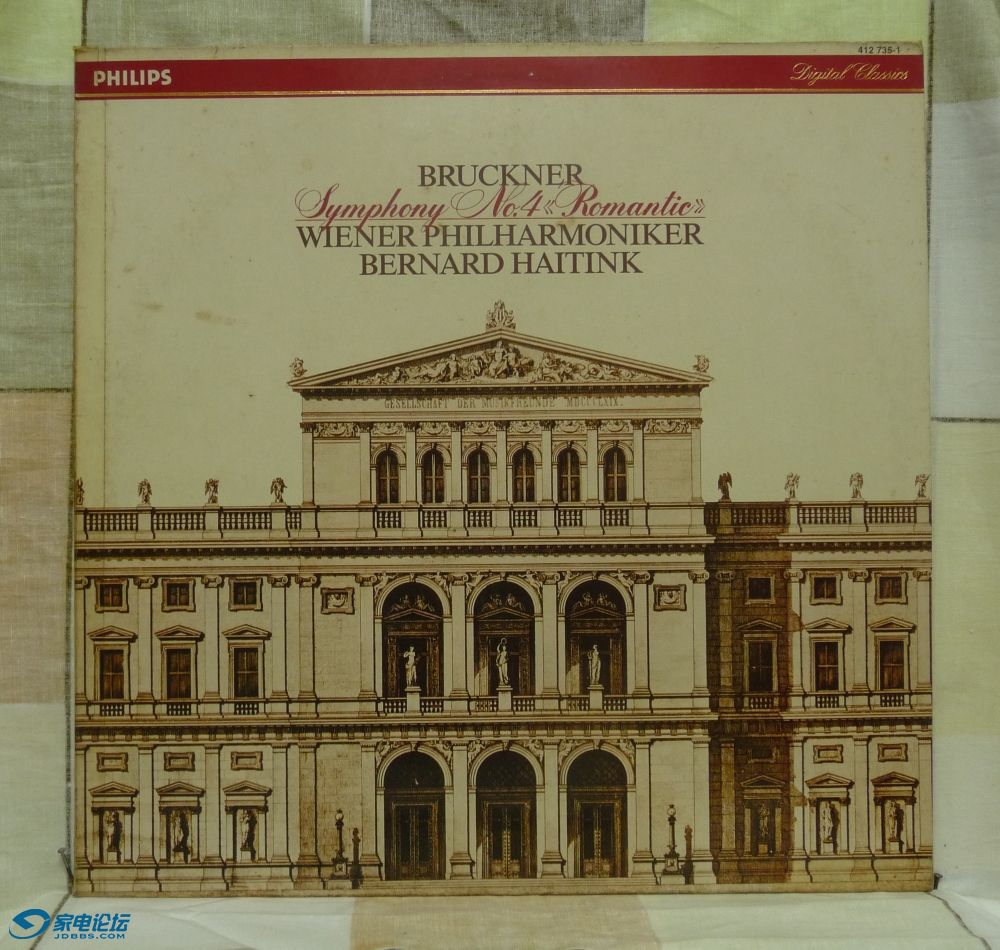 412 735-1
PHILIPS
Digital Classics
BRUCKNER
Symphony No.4 «Romantic»
WIENER PHILHARMONIKER
BERNARD HAITINK
GESELLSCHAFT DER MUSIKFREUNDE MDCCCLXIX.
家电论坛
JDBBS.COM